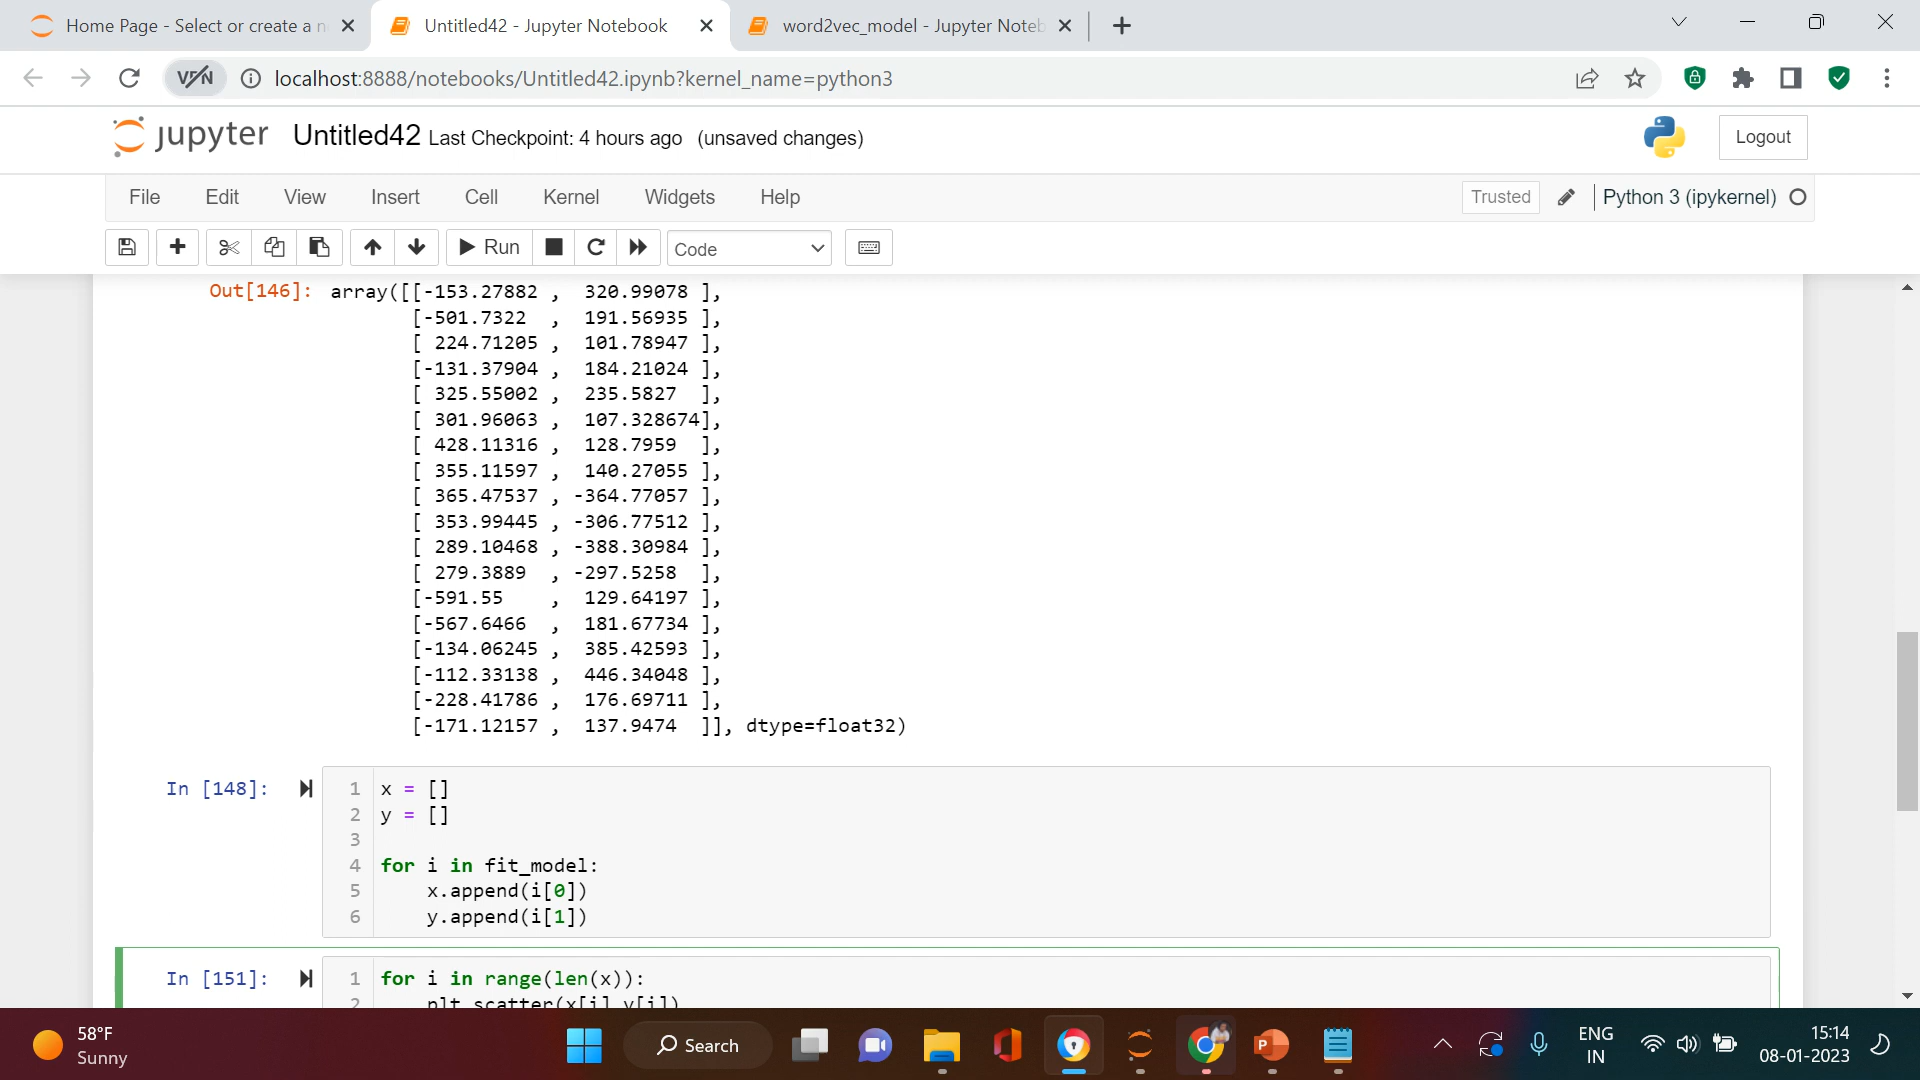 Home Page - Select or create a n
Untitled42 - Jupyter Notebook
word2vec_model - Jupyter Noteb
VPN
localhost:8888/notebooks/Untitled42.ipynb?kernel_name=python3
jupyter Untitled42 Last Checkpoint: 4 hours ago (unsaved changes)
Logout
File Edit View Insert Cell Kernel Widgets Help Trusted Python 3 (ipykernel)
Run Code
Out[146]: array([[-153.27882 , 320.99078 ],
[-501.7322 , 191.56935 ],
[ 224.71205 , 101.78947 ],
[-131.37904 , 184.21024 ],
[ 325.55002 , 235.5827 ],
[ 301.96063 , 107.328674],
[ 428.11316 , 128.7959 ],
[ 355.11597 , 140.27055 ],
[ 365.47537 , -364.77057 ],
[ 353.99445 , -306.77512 ],
[ 289.10468 , -388.30984 ],
[ 279.3889 , -297.5258 ],
[-591.55 , 129.64197 ],
[-567.6466 , 181.67734 ],
[-134.06245 , 385.42593 ],
[-112.33138 , 446.34048 ],
[-228.41786 , 176.69711 ],
[-171.12157 , 137.9474 ]], dtype=float32)
In [148]: 1 x = []
2 y = []
3
4 for i in fit_model:
5 x.append(i[0])
6 y.append(i[1])
In [151]: 1 for i in range(len(x)):
2 plt.scatter(x[i],y[i])
58°F
Sunny
Search
ENG
IN
15:14
08-01-2023